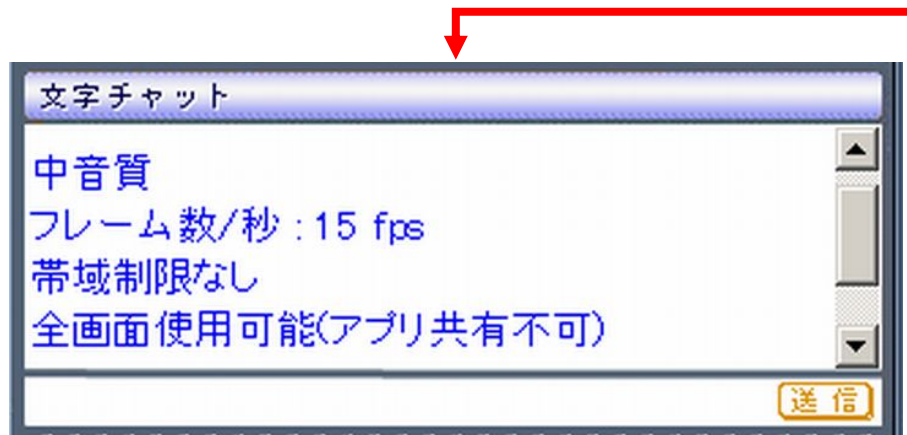 文字チャット
中音質
フレーム数/秒 : 15 fps
帯域制限なし
全画面使用可能(アプリ共有不可)
送信